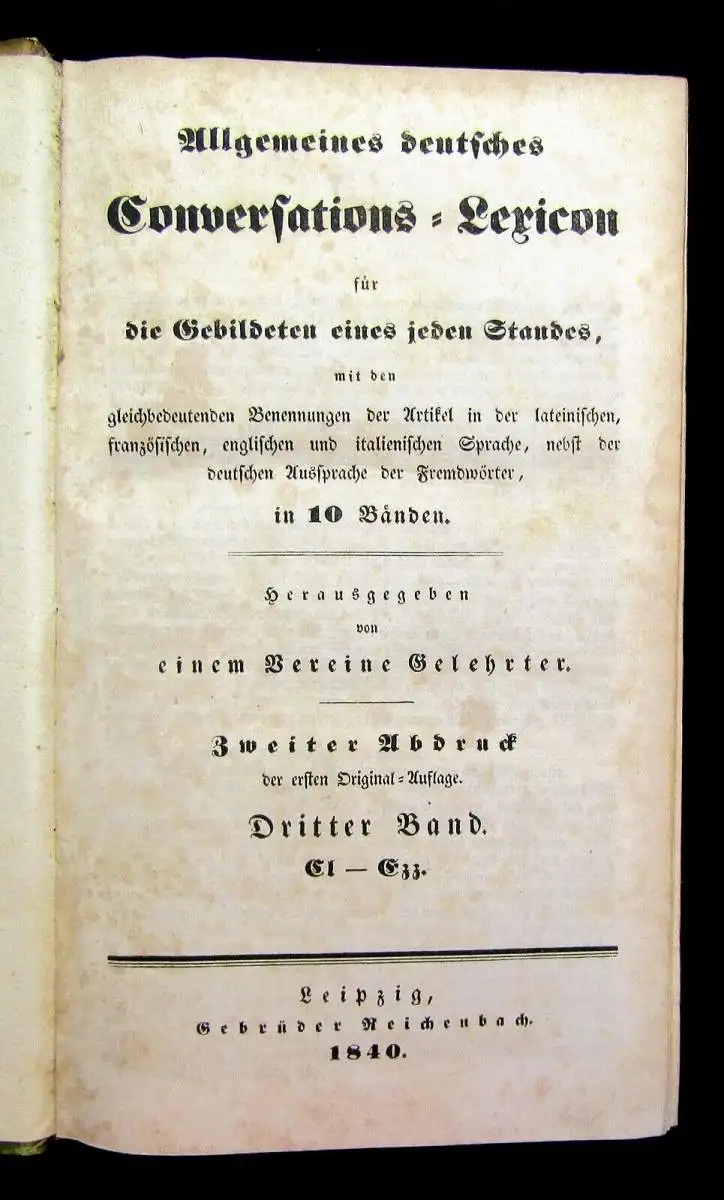 Allgemeines deutſches
Converſations-Lexicon
für
die Gebildeten eines jeden Standes,
mit den
gleichbedeutenden Benennungen der Artikel in der lateiniſchen,
franzöſiſchen, engliſchen und italieniſchen Sprache, nebſt der
deutſchen Ausſprache der Fremdwörter,
in 10 Bänden.
Herausgegeben
von
einem Vereine Gelehrter.
Zweiter Abdruck
der erſten Original-Auflage.
Dritter Band.
Cl — Ezz.
Leipzig,
Gebrüder Reichenbach.
1840.